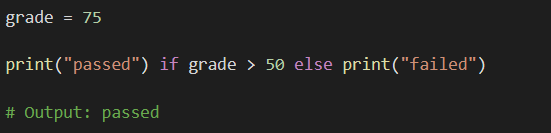 grade = 75
print("passed") if grade > 50 else print("failed")
# Output: passed